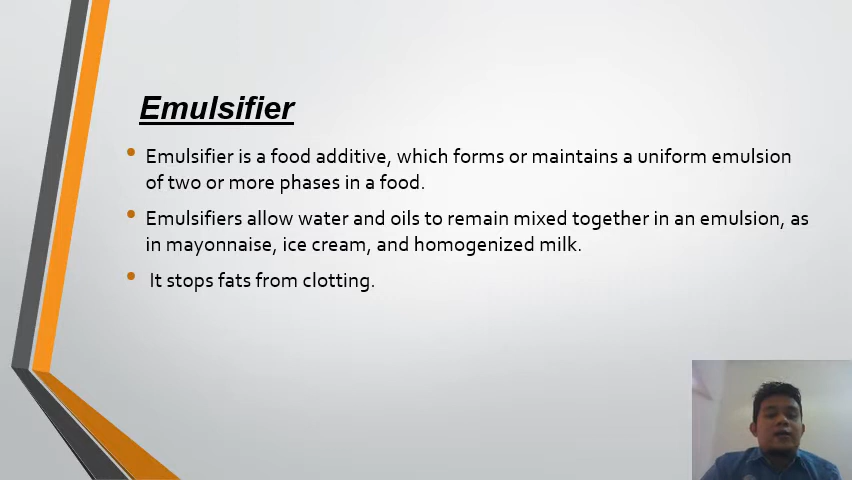 Emulsifier
• Emulsifier is a food additive, which forms or maintains a uniform emulsion
of two or more phases in a food.
• Emulsifiers allow water and oils to remain mixed together in an emulsion, as
in mayonnaise, ice cream, and homogenized milk.
• It stops fats from clotting.